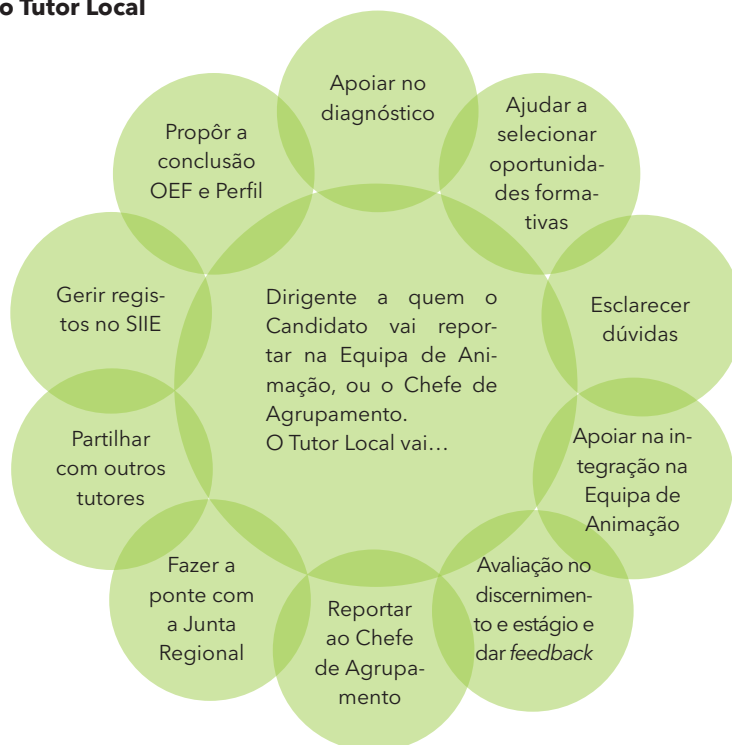 o Tutor Local
Apoiar no
diagnóstico
Ajudar a
selecionar
oportunida-
des forma-
tivas
Esclarecer
dúvidas
Apoiar na in-
tegração na
Equipa de
Animação
Avaliação no
discernimen-
to e estágio e
dar feedback
Reportar
ao Chefe
de Agrupa-
mento
Fazer a
ponte com
a Junta
Regional
Partilhar
com outros
tutores
Gerir regis-
tos no SIIE
Propôr a
conclusão
OEF e Perfil
Dirigente a quem o
Candidato vai repor-
tar na Equipa de Ani-
mação, ou o Chefe de
Agrupamento.
O Tutor Local vai...